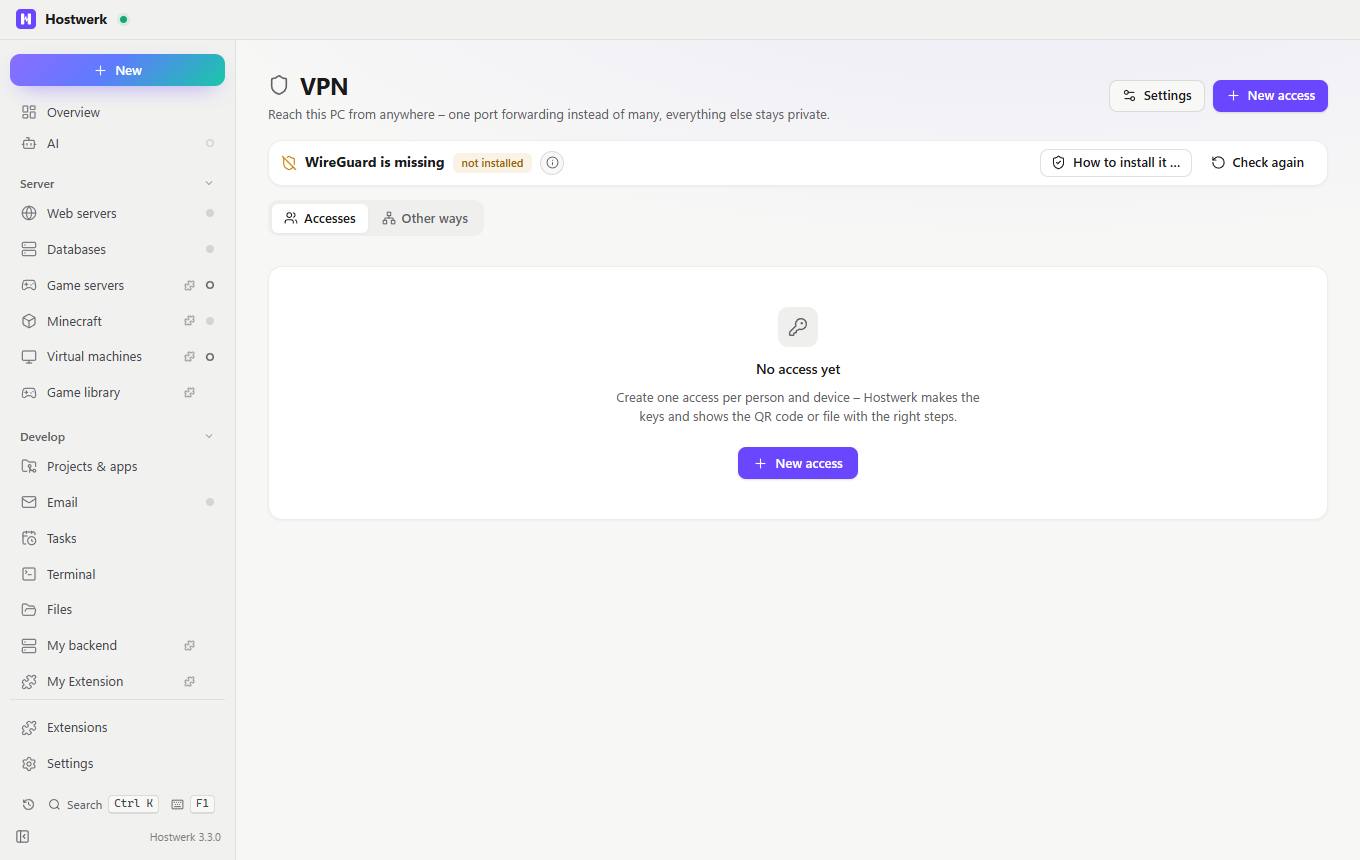 Hostwerk
New
Overview
AI
Server
Web servers
Databases
Game servers
Minecraft
Virtual machines
Game library
Develop
Projects & apps
Email
Tasks
Terminal
Files
My backend
My Extension
Extensions
Settings
Search Ctrl K F1
Hostwerk 3.3.0
VPN
Reach this PC from anywhere – one port forwarding instead of many, everything else stays private.
Settings
New access
WireGuard is missing not installed
How to install it ...
Check again
Accesses
Other ways
No access yet
Create one access per person and device – Hostwerk makes the
keys and shows the QR code or file with the right steps.
New access